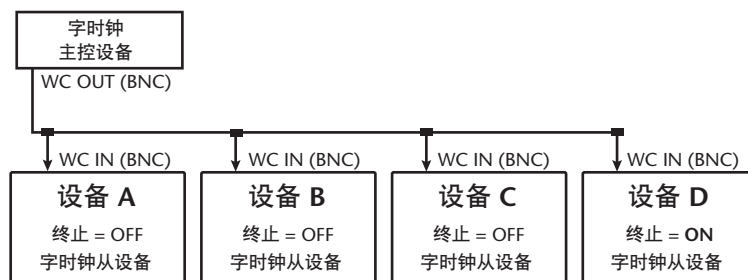 字时钟
主控设备
WC OUT (BNC)
WC IN (BNC) WC IN (BNC) WC IN (BNC) WC IN (BNC)
设备 A 设备 B 设备 C 设备 D
终止 = OFF 终止 = OFF 终止 = OFF 终止 = ON
字时钟从设备 字时钟从设备 字时钟从设备 字时钟从设备